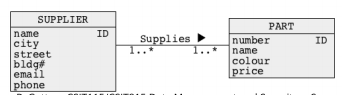 SUPPLIER
name ID
city
street
bldg#
email
phone
Supplies ▶
1..* 1..*
PART
number ID
name
colour
price